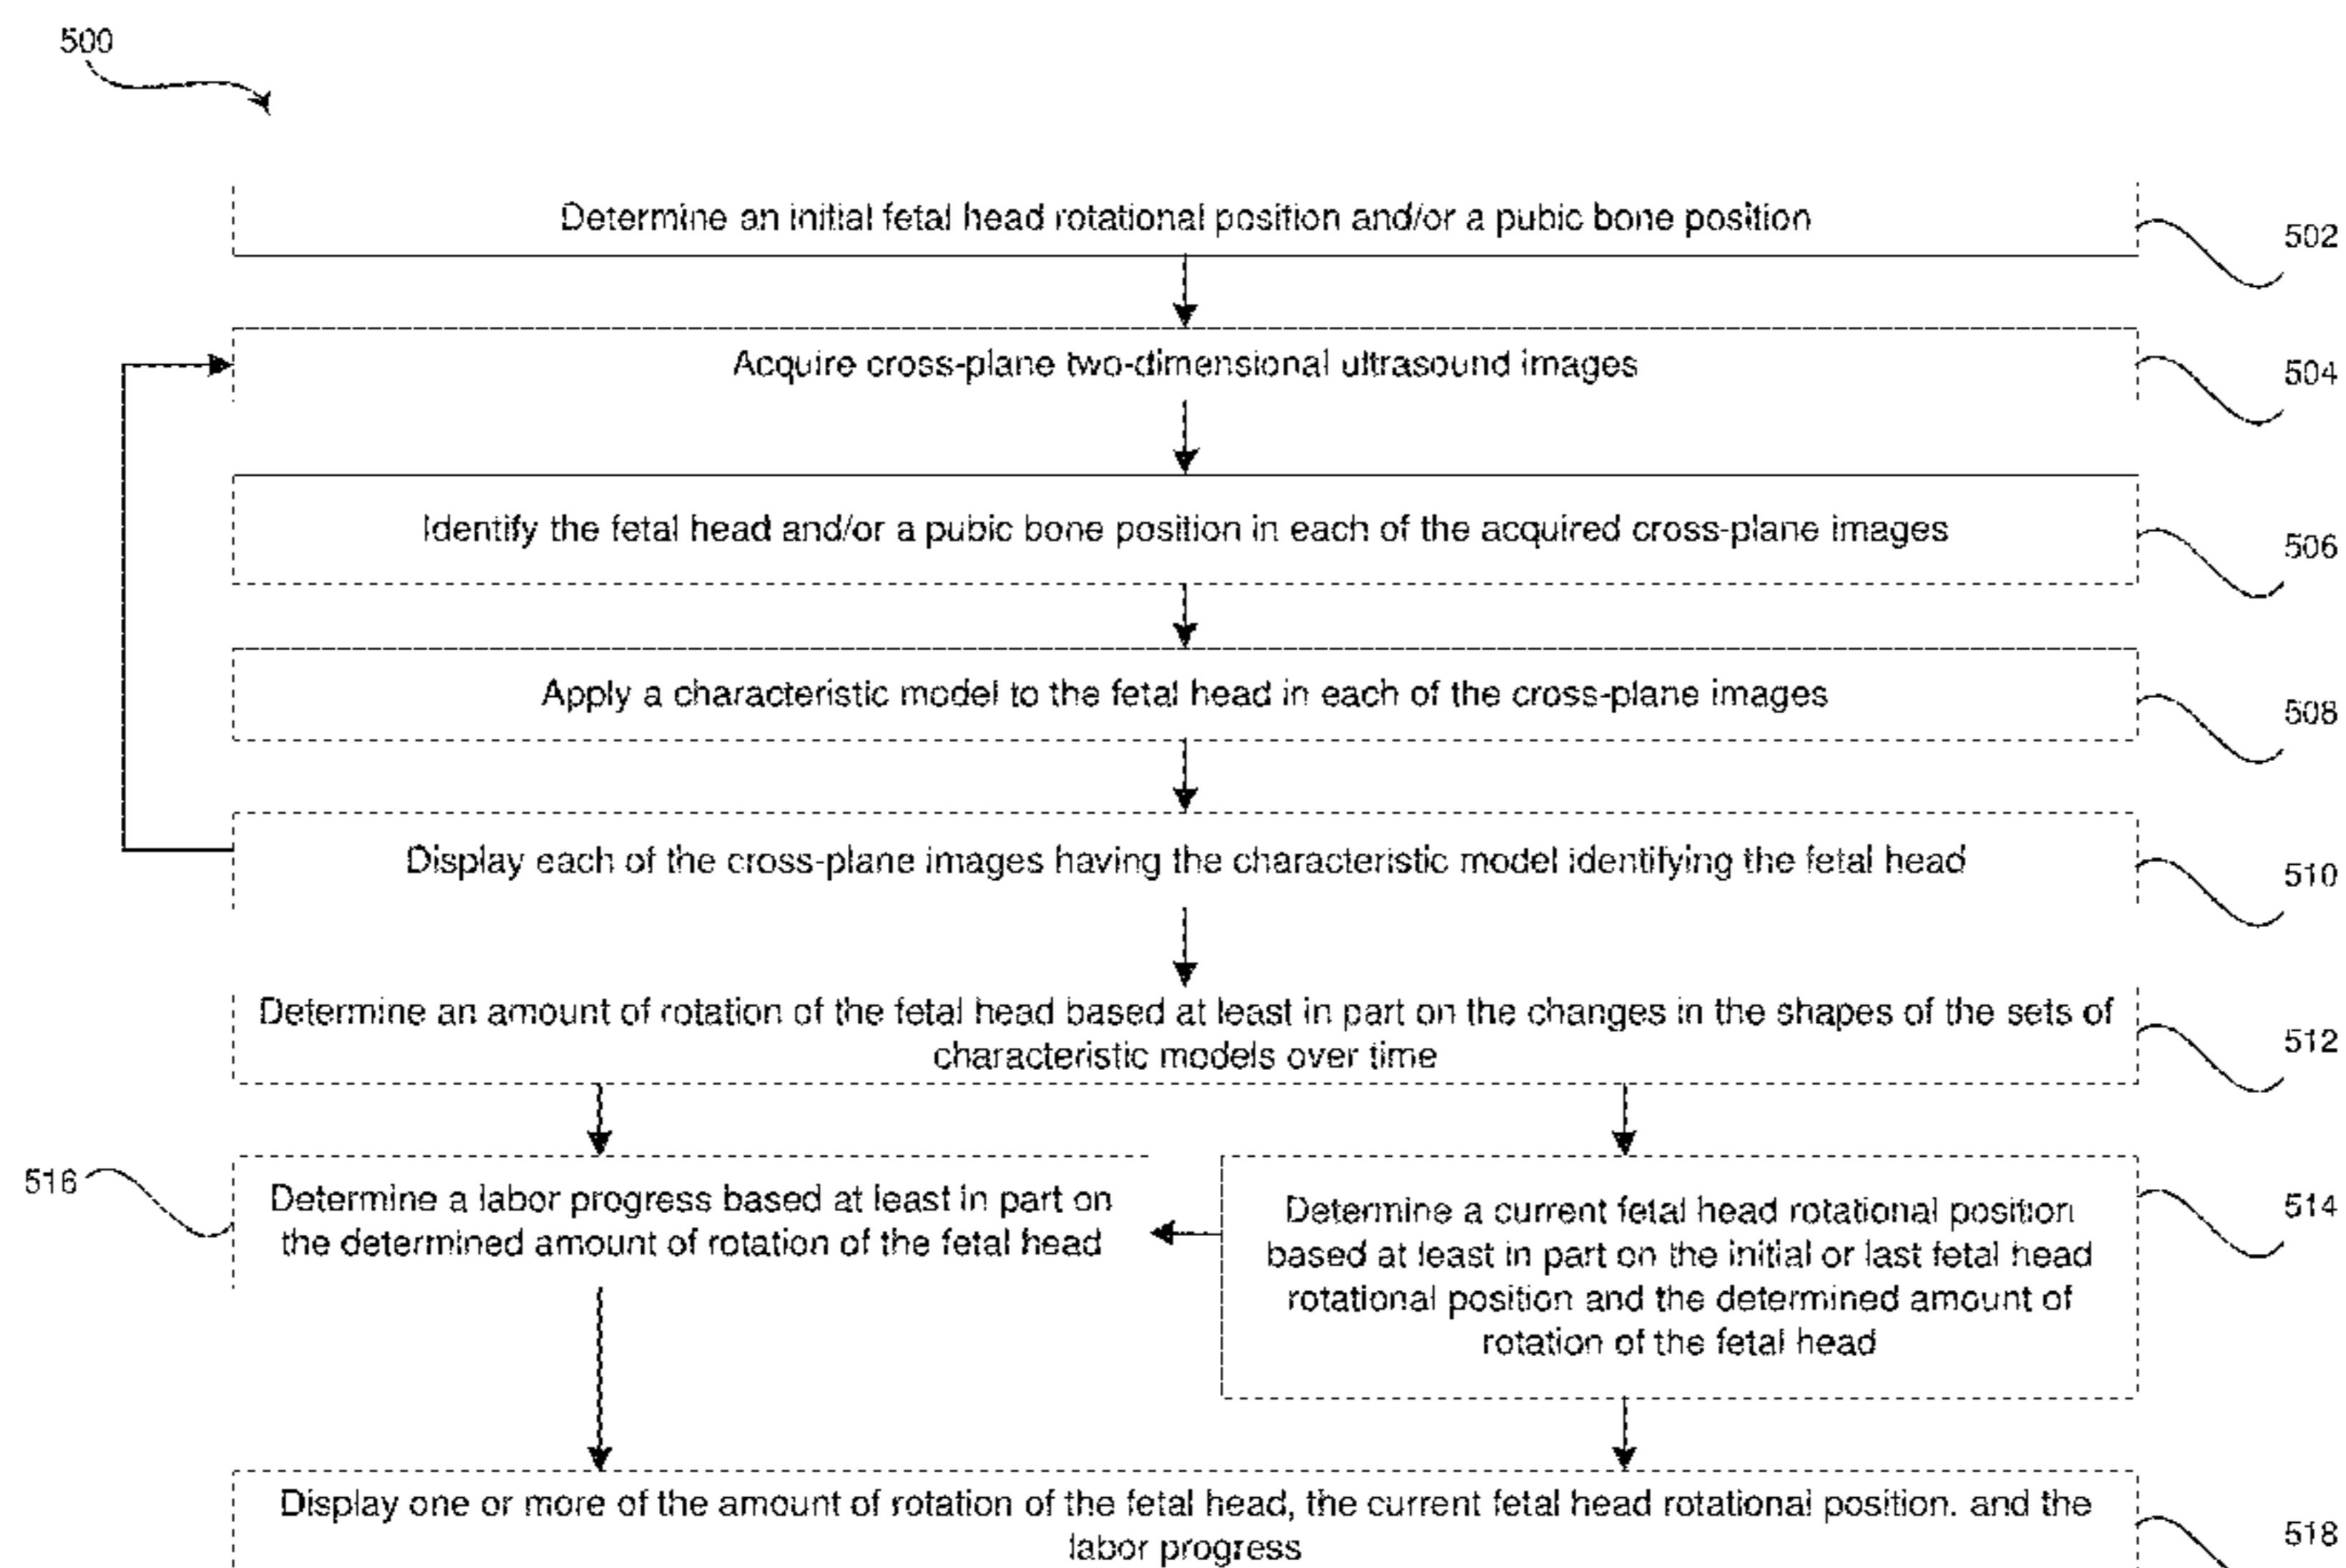 500
Determine an initial fetal head rotational position and/or a pubic bone position
502
Acquire cross-plane two-dimensional ultrasound images
504
Identify the fetal head and/or a pubic bone position in each of the acquired cross-plane images
506
Apply a characteristic model to the fetal head in each of the cross-plane images
508
Display each of the cross-plane images having the characteristic model identifying the fetal head
510
Determine an amount of rotation of the fetal head based at least in part on the changes in the shapes of the sets of
characteristic models over time
512
516
Determine a labor progress based at least in part on
the determined amount of rotation of the fetal head
Determine a current fetal head rotational position
based at least in part on the initial or last fetal head
rotational position and the determined amount of
rotation of the fetal head
514
Display one or more of the amount of rotation of the fetal head, the current fetal head rotational position. and the
labor progress
518